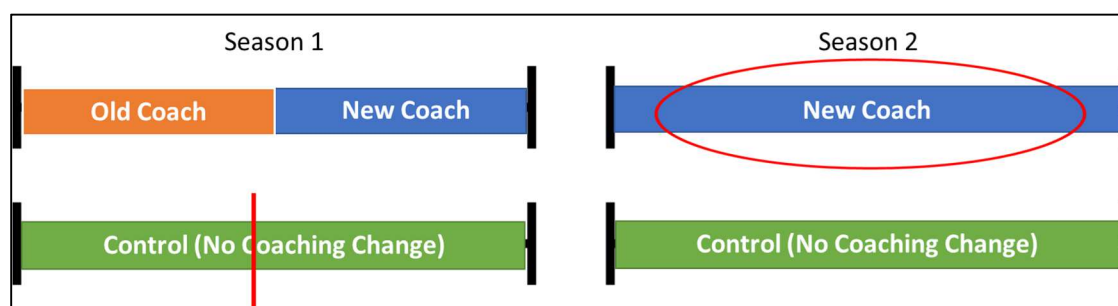 Season 1
Season 2
Old Coach
New Coach
New Coach
Control (No Coaching Change)
Control (No Coaching Change)